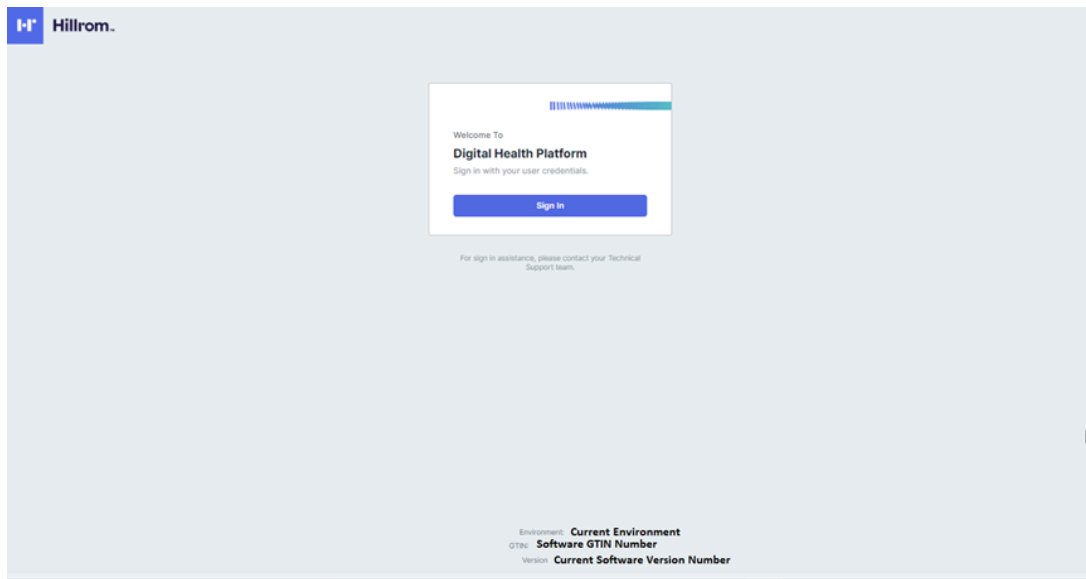 Hillrom™
Welcome To
Digital Health Platform
Sign in with your user credentials.
Sign In
For sign in assistance, please contact your Technical
Support team.
Environment: Current Environment
GTIN: Software GTIN Number
Version Current Software Version Number